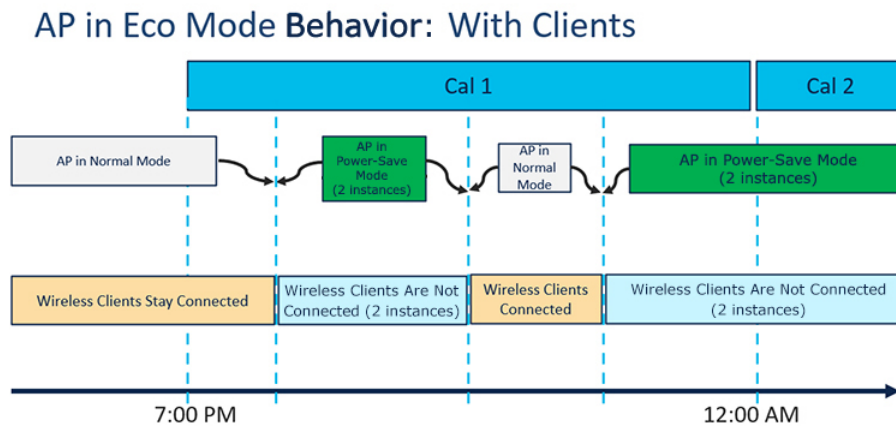 AP in Eco Mode Behavior: With Clients
Cal 1
Cal 2
AP in Normal Mode
AP in
Power-Save
Mode
(2 instances)
AP in
Normal
Mode
AP in Power-Save Mode
(2 instances)
Wireless Clients Stay Connected
Wireless Clients Are Not
Connected (2 instances)
Wireless Clients
Connected
Wireless Clients Are Not Connected
(2 instances)
7:00 PM
12:00 AM